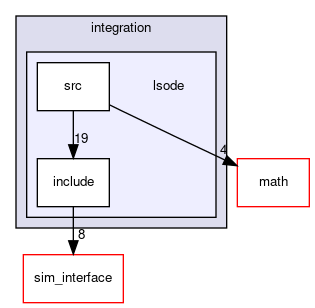 integration
src
lsode
19
4
include
math
8
sim_interface